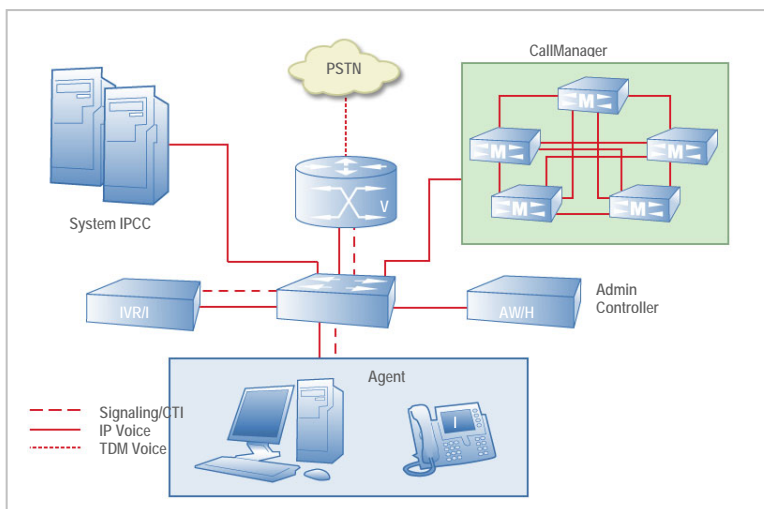 CallManager
PSTN
M
M
M
M
M
V
System IPCC
IVR/I
AW/H
Admin
Controller
Agent
Signaling/CTI
IP Voice
TDM Voice